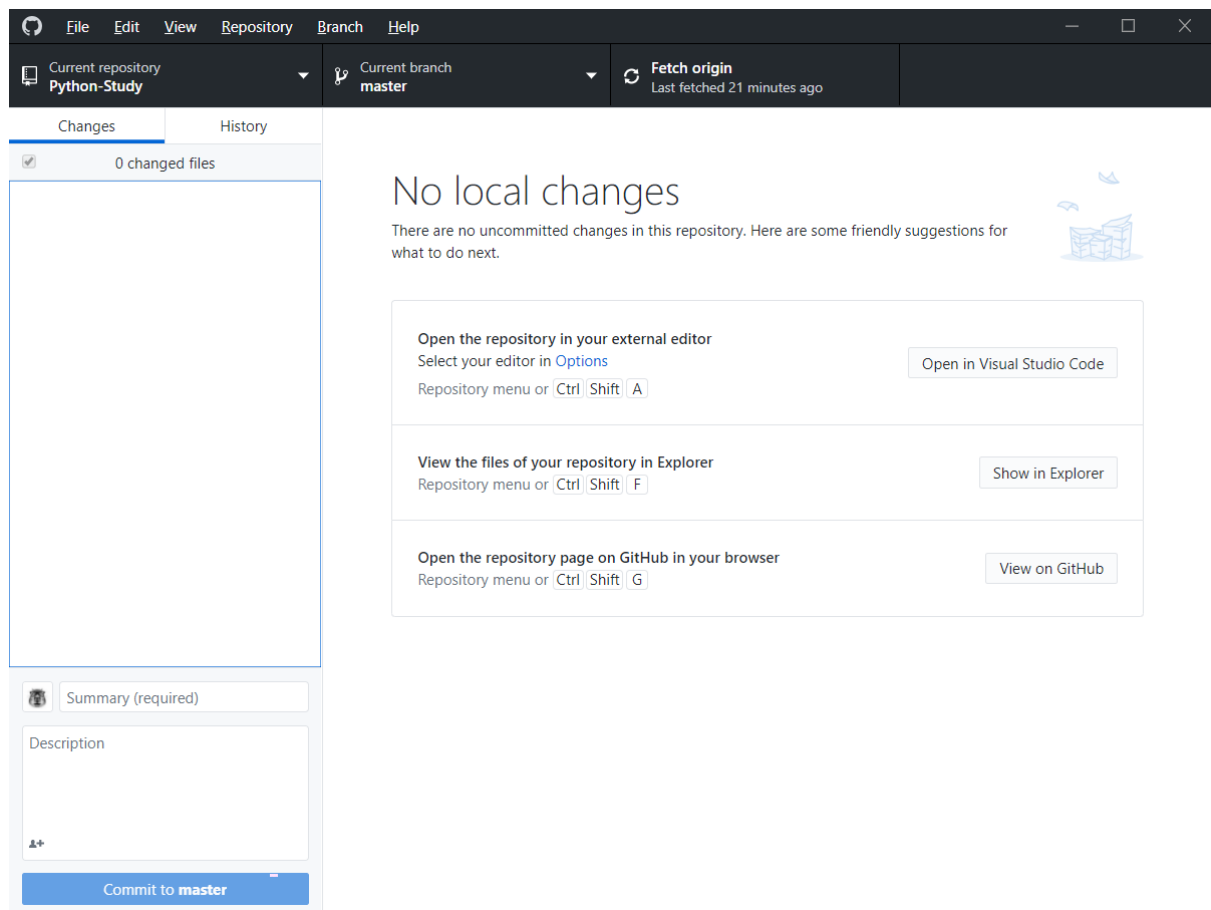 File Edit View Repository Branch Help
Current repository
Python-Study
Current branch
master
Fetch origin
Last fetched 21 minutes ago
Changes History
0 changed files
No local changes
There are no uncommitted changes in this repository. Here are some friendly suggestions for
what to do next.
Open the repository in your external editor
Select your editor in Options
Repository menu or Ctrl Shift A
Open in Visual Studio Code
View the files of your repository in Explorer
Repository menu or Ctrl Shift F
Show in Explorer
Open the repository page on GitHub in your browser
Repository menu or Ctrl Shift G
View on GitHub
Summary (required)
Description
Commit to master